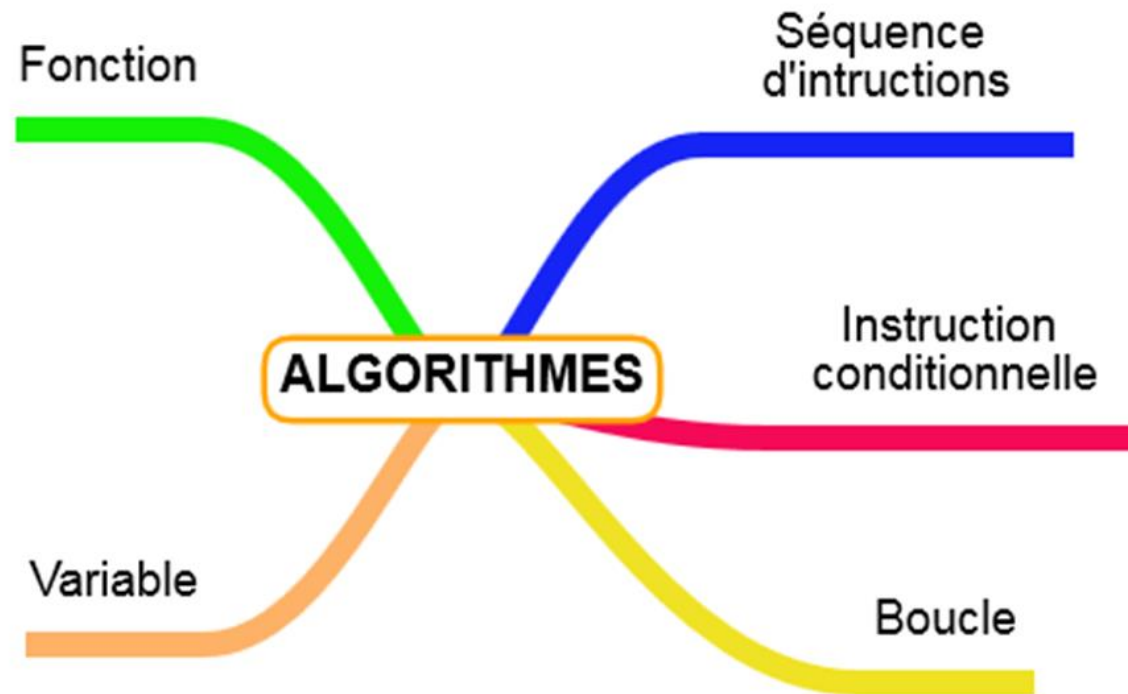 Fonction
Séquence
d'intructions
ALGORITHMES
Instruction
conditionnelle
Variable
Boucle